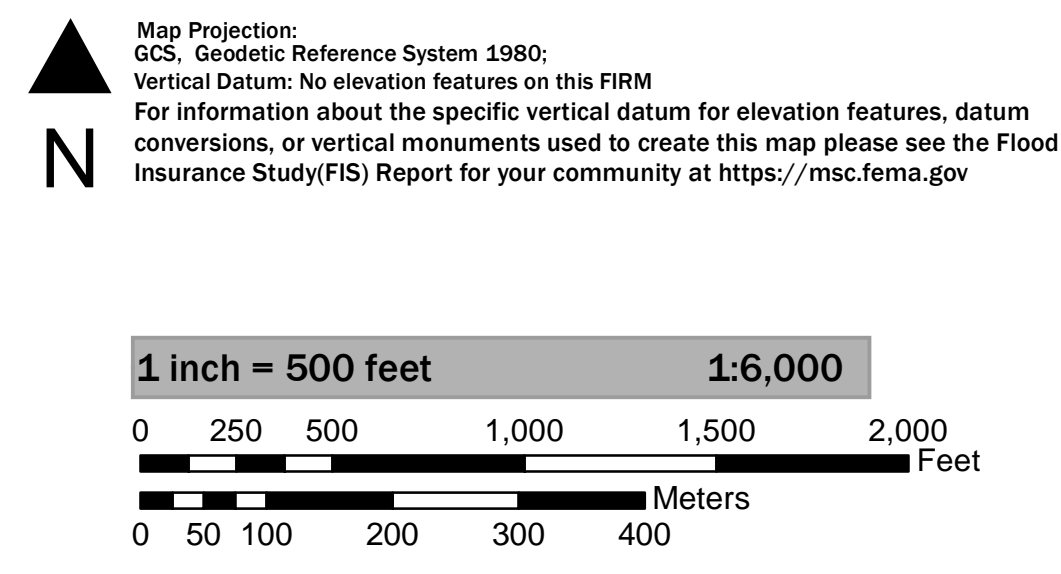 Map Projection:
GCS, Geodetic Reference System 1980;
Vertical Datum: No elevation features on this FIRM
For information about the specific vertical datum for elevation features, datum
conversions, or vertical monuments used to create this map please see the Flood
Insurance Study(FIS) Report for your community at https://msc.fema.gov
N
1 inch = 500 feet 1:6,000
0 250 500 1,000 1,500 2,000
Feet
Meters
0 50 100 200 300 400